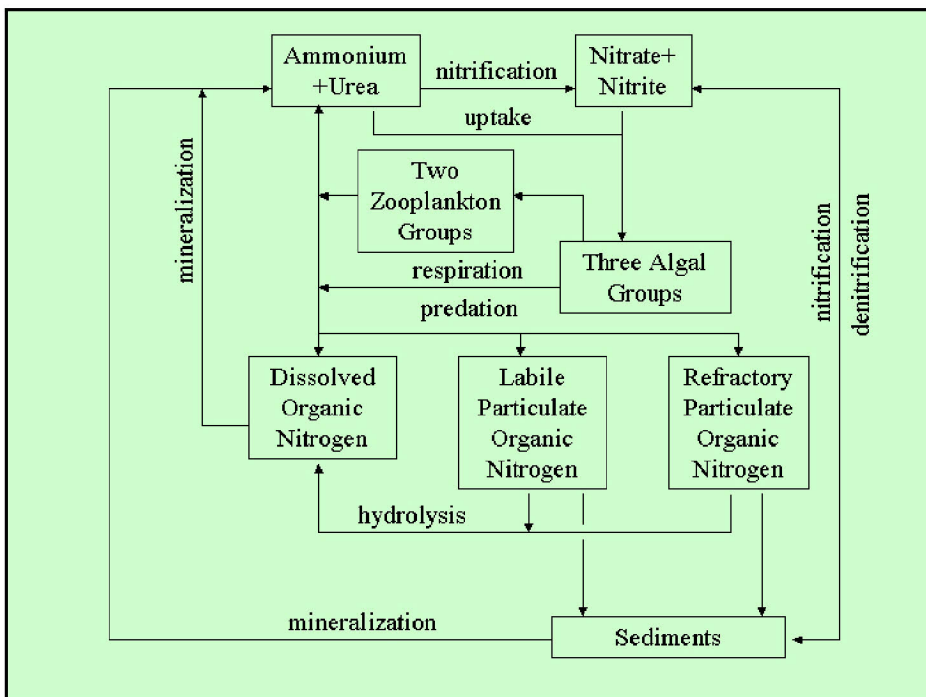 Ammonium
+Urea
nitrification
Nitrate+
Nitrite
uptake
Two
Zooplankton
Groups
mineralization
respiration
Three Algal
Groups
predation
nitrification
denitrification
Dissolved
Organic
Nitrogen
Labile
Particulate
Organic
Nitrogen
Refractory
Particulate
Organic
Nitrogen
hydrolysis
mineralization
Sediments